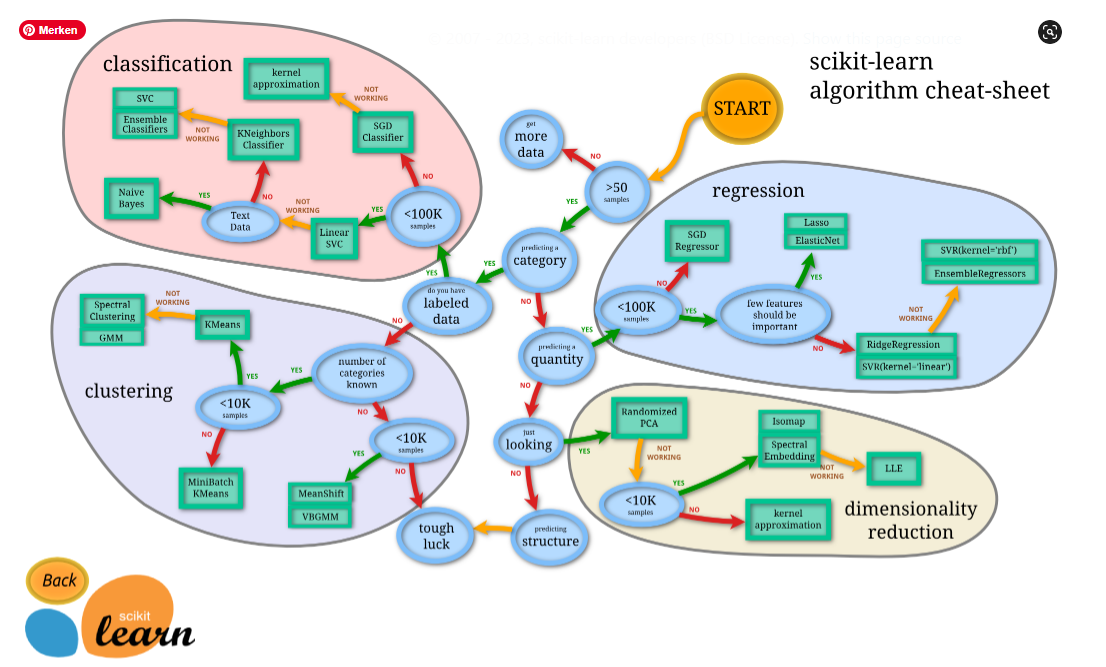 Merken
scikit-learn
algorithm cheat-sheet
START
get
more
data
NO
>50
samples
YES
predicting a
category
YES
NO
do you have
labeled
data
YES
NO
predicting a
quantity
YES
NO
just
looking
YES
NO
predicting
structure
tough
luck
classification
kernel
approximation
NOT
WORKING
SVC
Ensemble
Classifiers
NOT
WORKING
KNeighbors
Classifier
SGD
Classifier
NO
Naive
Bayes
YES
NO
Text
Data
NOT
WORKING
Linear
SVC
YES
<100K
samples
regression
SGD
Regressor
NO
<100K
samples
YES
Lasso
ElasticNet
YES
few features
should be
important
NO
SVR(kernel='rbf')
EnsembleRegressors
NOT
WORKING
RidgeRegression
SVR(kernel='linear')
clustering
Spectral
Clustering
GMM
NOT
WORKING
KMeans
YES
<10K
samples
NO
MiniBatch
KMeans
number of
categories
known
YES
NO
<10K
samples
YES
NO
MeanShift
VBGMM
dimensionality
reduction
Randomized
PCA
NOT
WORKING
<10K
samples
YES
NO
Isomap
Spectral
Embedding
NOT
WORKING
LLE
kernel
approximation
Back
scikit
learn